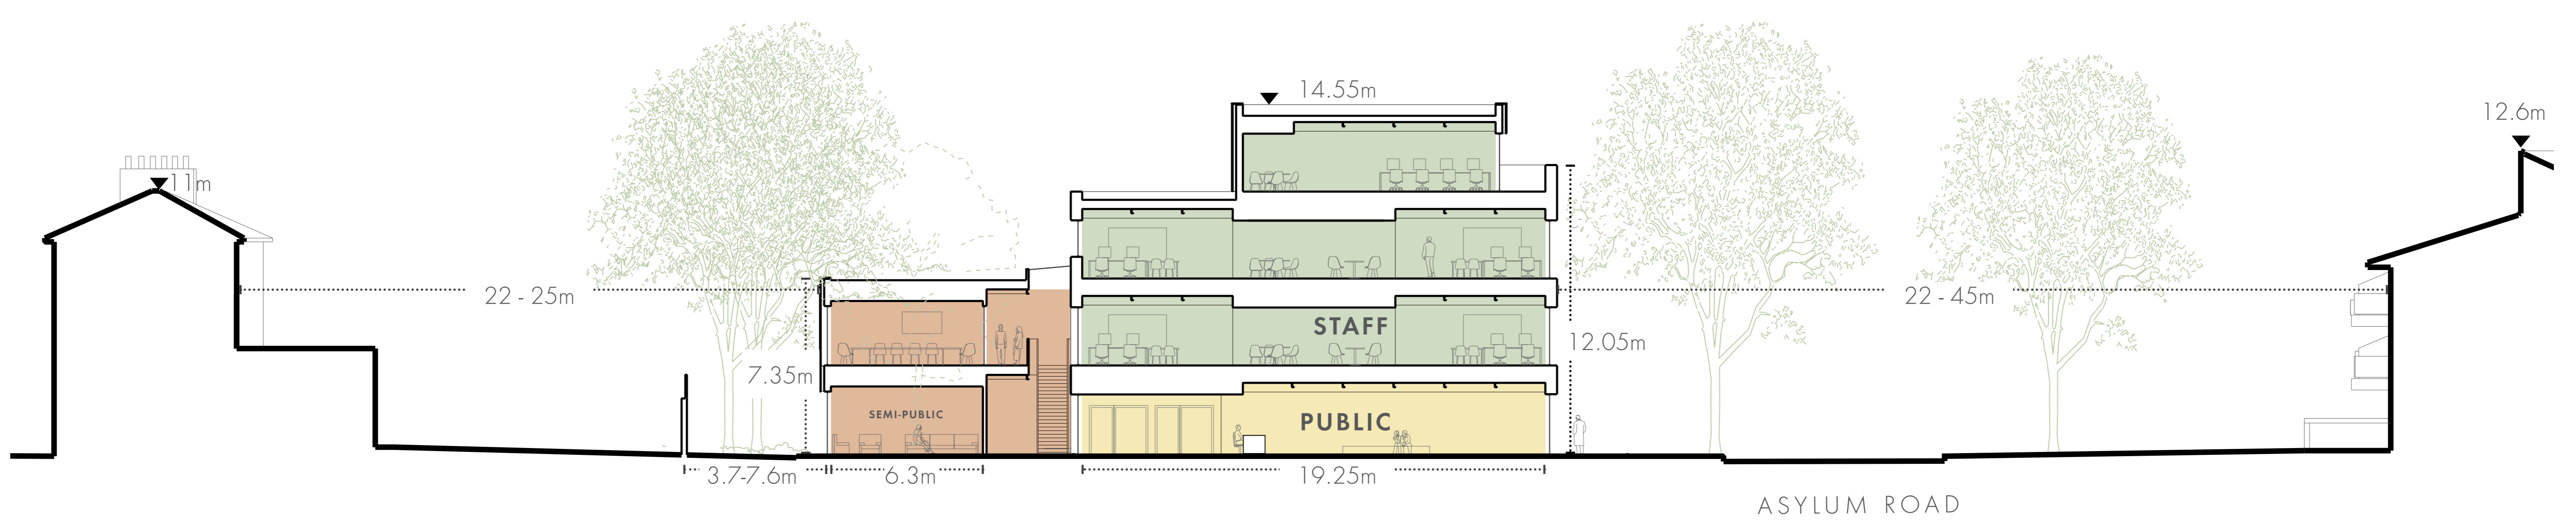 14.55m
12.6m
11m
22 - 25m
22 - 45m
STAFF
12.05m
7.35m
SEMI-PUBLIC
PUBLIC
3.7-7.6m
6.3m
19.25m
ASYLUM ROAD